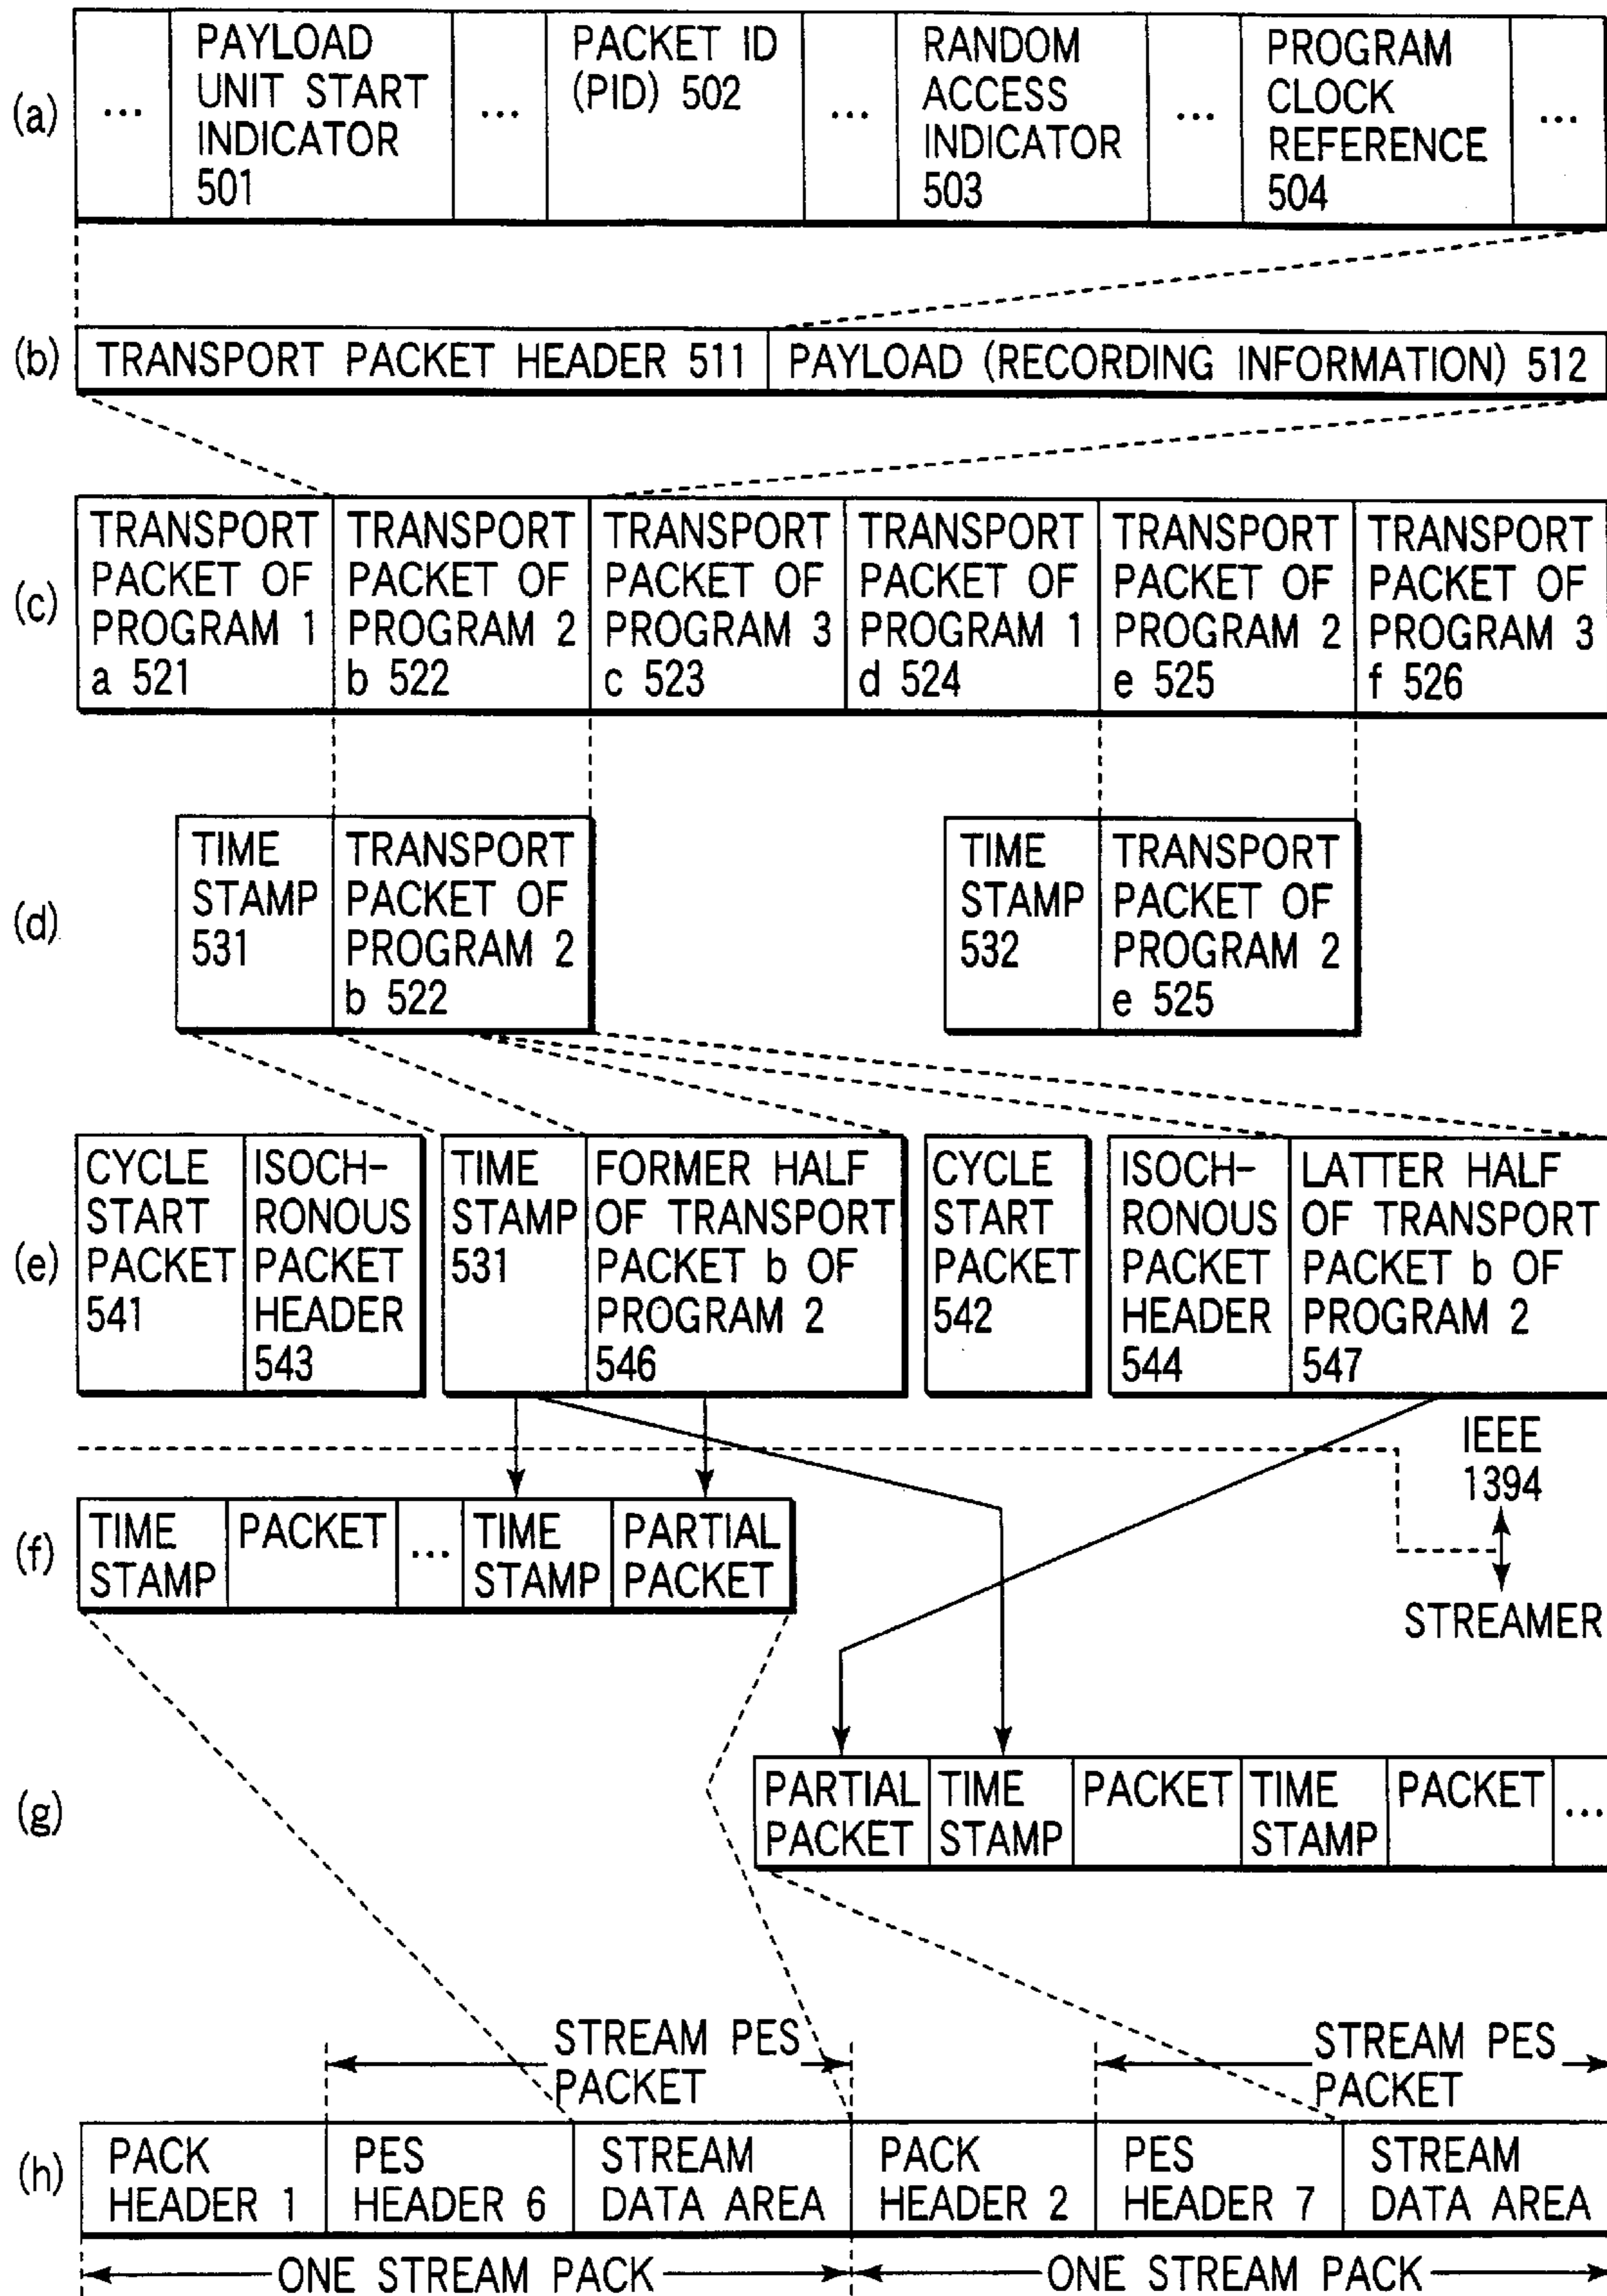 (a)
...
PAYLOAD
UNIT START
INDICATOR
501
...
PACKET ID
(PID) 502
...
RANDOM
ACCESS
INDICATOR
503
...
PROGRAM
CLOCK
REFERENCE
504
...
(b)
TRANSPORT PACKET HEADER 511
PAYLOAD (RECORDING INFORMATION) 512
(c)
TRANSPORT
PACKET OF
PROGRAM 1
a 521
TRANSPORT
PACKET OF
PROGRAM 2
b 522
TRANSPORT
PACKET OF
PROGRAM 3
c 523
TRANSPORT
PACKET OF
PROGRAM 1
d 524
TRANSPORT
PACKET OF
PROGRAM 2
e 525
TRANSPORT
PACKET OF
PROGRAM 3
f 526
(d)
TIME
STAMP
531
TRANSPORT
PACKET OF
PROGRAM 2
b 522
TIME
STAMP
532
TRANSPORT
PACKET OF
PROGRAM 2
e 525
(e)
CYCLE
START
PACKET
541
ISOCH-
RONOUS
PACKET
HEADER
543
TIME
STAMP
531
FORMER HALF
OF TRANSPORT
PACKET b OF
PROGRAM 2
546
CYCLE
START
PACKET
542
ISOCH-
RONOUS
PACKET
HEADER
544
LATTER HALF
OF TRANSPORT
PACKET b OF
PROGRAM 2
547
IEEE
1394
STREAMER
(f)
TIME
STAMP
PACKET
...
TIME
STAMP
PARTIAL
PACKET
(g)
PARTIAL
PACKET
TIME
STAMP
PACKET
TIME
STAMP
PACKET
...
STREAM PES
PACKET
STREAM PES
PACKET
(h)
PACK
HEADER 1
PES
HEADER 6
STREAM
DATA AREA
PACK
HEADER 2
PES
HEADER 7
STREAM
DATA AREA
ONE STREAM PACK
ONE STREAM PACK